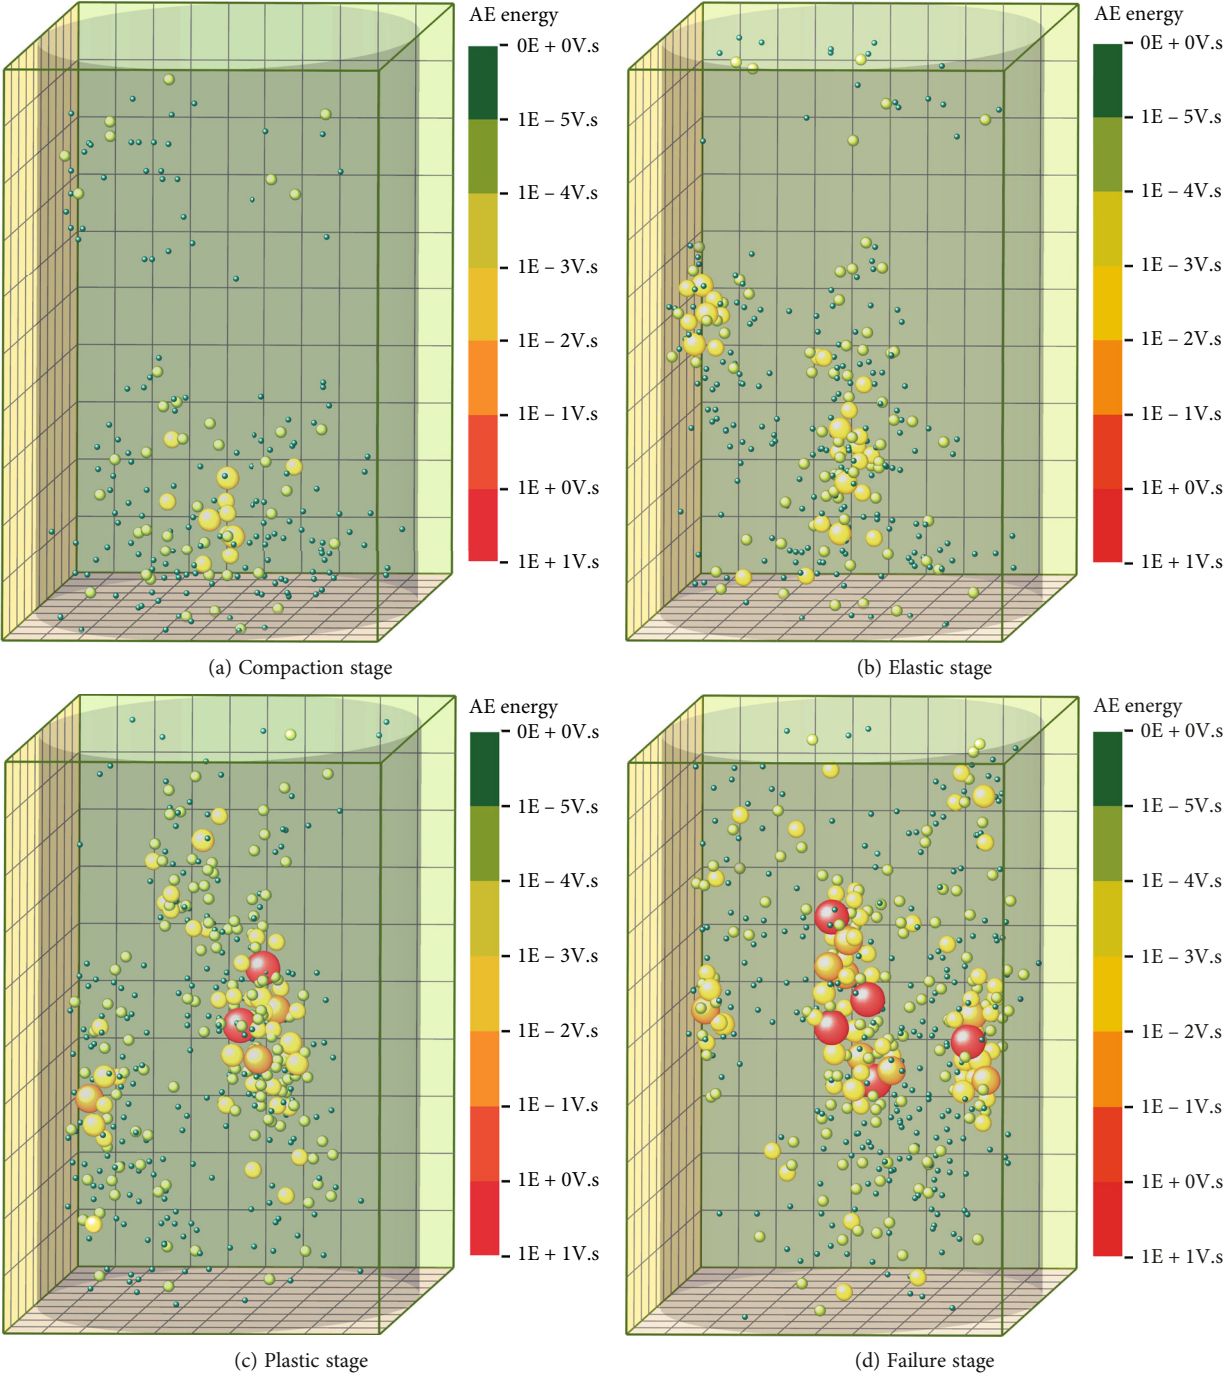 AE energy
0E + 0V.s
1E – 5V.s
1E – 4V.s
1E – 3V.s
1E – 2V.s
1E – 1V.s
1E + 0V.s
1E + 1V.s
(a) Compaction stage
AE energy
0E + 0V.s
1E – 5V.s
1E – 4V.s
1E – 3V.s
1E – 2V.s
1E – 1V.s
1E + 0V.s
1E + 1V.s
(b) Elastic stage
AE energy
0E + 0V.s
1E – 5V.s
1E – 4V.s
1E – 3V.s
1E – 2V.s
1E – 1V.s
1E + 0V.s
1E + 1V.s
(c) Plastic stage
AE energy
0E + 0V.s
1E – 5V.s
1E – 4V.s
1E – 3V.s
1E – 2V.s
1E – 1V.s
1E + 0V.s
1E + 1V.s
(d) Failure stage